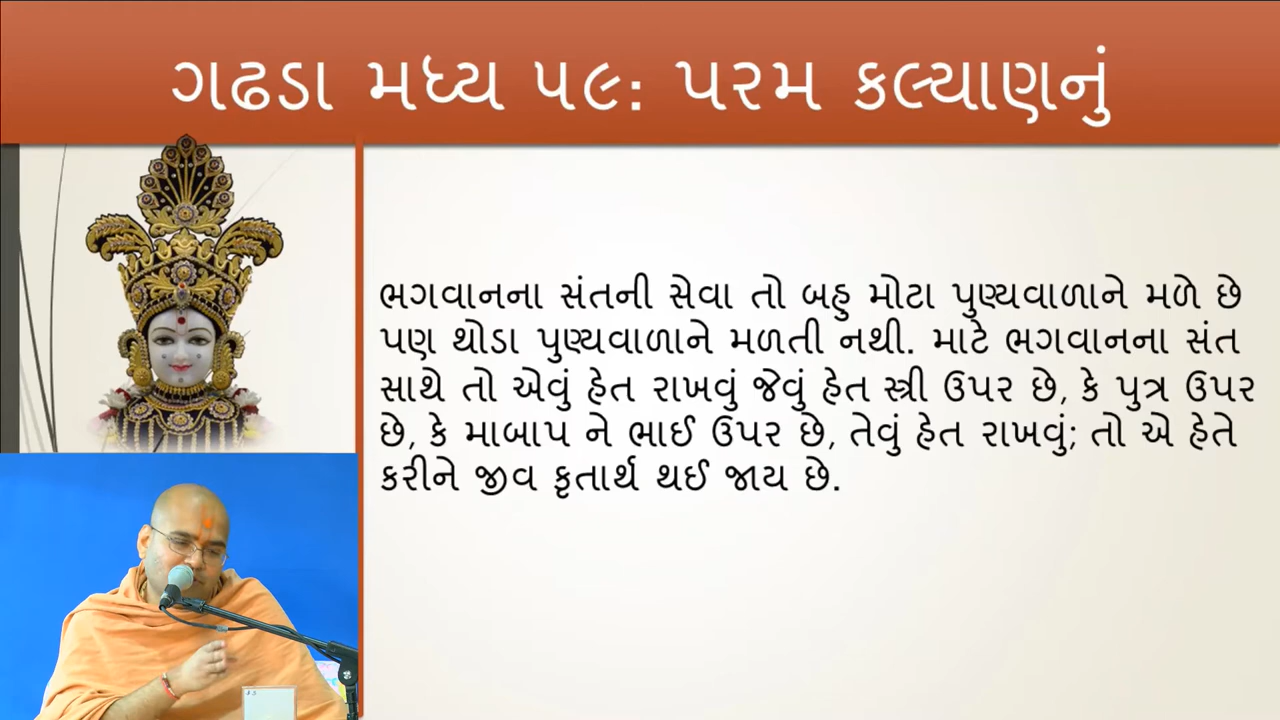 ગઢડા મધ્ય ૫૯: પરમ કલ્યાણનું
ભગવાનના સંતની સેવા તો બહુ મોટા પુણ્યવાળાને મળે છે
પણ થોડા પુણ્યવાળાને મળતી નથી. માટે ભગવાનના સંત
સાથે તો એવું હેત રાખવું જેવું હેત સ્ત્રી ઉપર છે, કે પુત્ર ઉપર
છે, કે માબાપ ને ભાઈ ઉપર છે, તેવું હેત રાખવું; તો એ હેતે
કરીને જીવ કૃતાર્થ થઈ જાય છે.